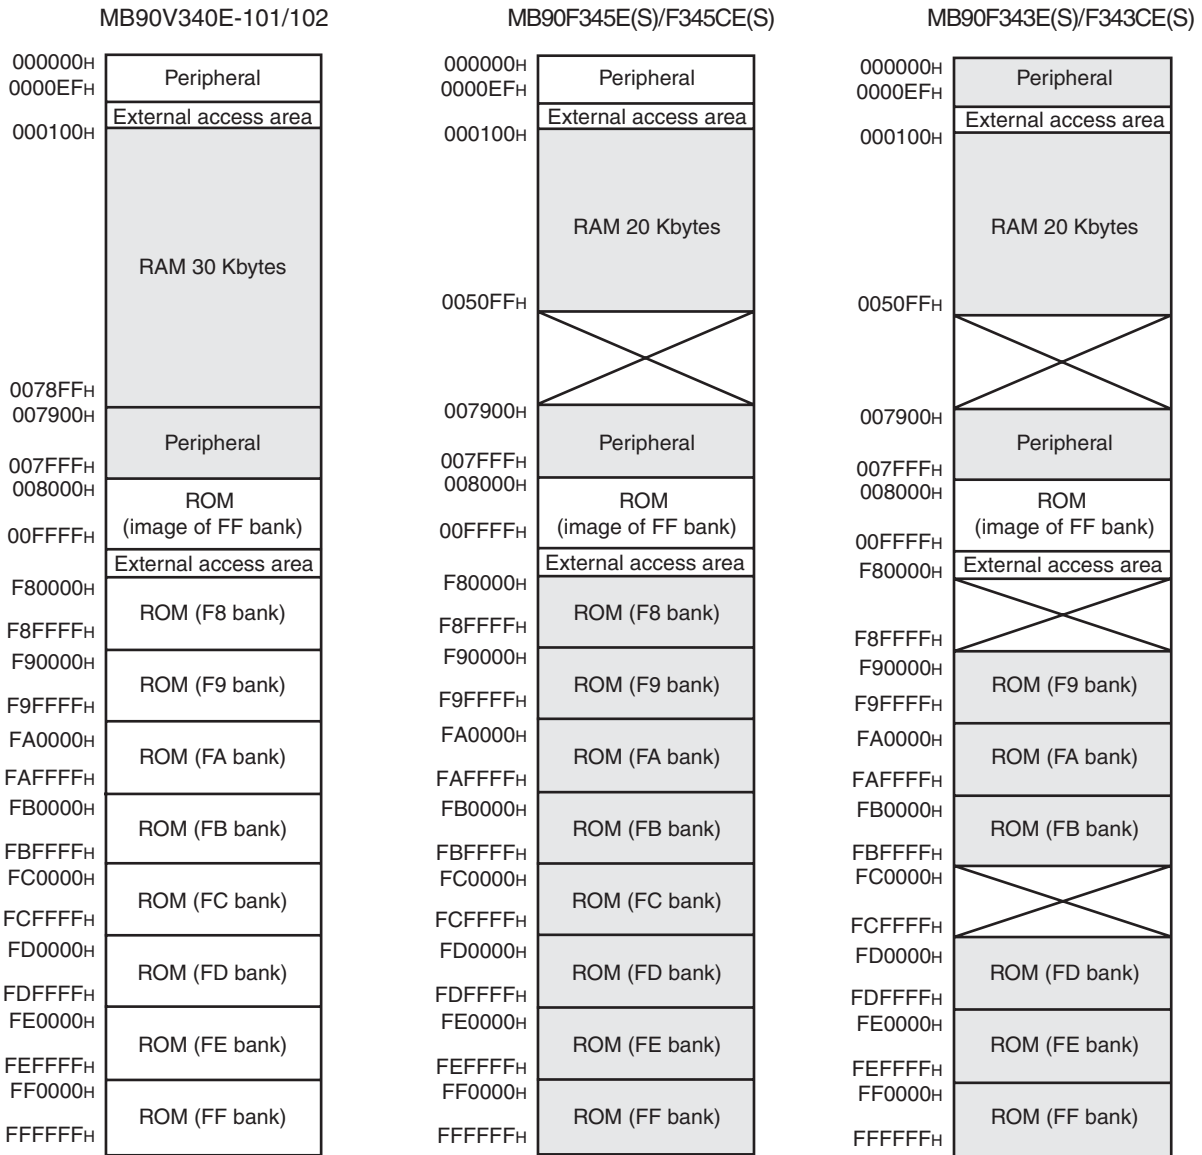 MB90V340E-101/102
000000H
Peripheral
0000EFH
External access area
000100H
RAM 30 Kbytes
0078FFH
007900H
Peripheral
007FFFH
008000H
ROM
(image of FF bank)
00FFFFH
External access area
F80000H
ROM (F8 bank)
F8FFFFH
F90000H
ROM (F9 bank)
F9FFFFH
FA0000H
ROM (FA bank)
FAFFFFH
FB0000H
ROM (FB bank)
FBFFFFH
FC0000H
ROM (FC bank)
FCFFFFH
FD0000H
ROM (FD bank)
FDFFFFH
FE0000H
ROM (FE bank)
FEFFFFH
FF0000H
ROM (FF bank)
FFFFFFH
MB90F345E(S)/F345CE(S)
000000H
Peripheral
0000EFH
External access area
000100H
RAM 20 Kbytes
0050FFH
007900H
Peripheral
007FFFH
008000H
ROM
(image of FF bank)
00FFFFH
External access area
F80000H
ROM (F8 bank)
F8FFFFH
F90000H
ROM (F9 bank)
F9FFFFH
FA0000H
ROM (FA bank)
FAFFFFH
FB0000H
ROM (FB bank)
FBFFFFH
FC0000H
ROM (FC bank)
FCFFFFH
FD0000H
ROM (FD bank)
FDFFFFH
FE0000H
ROM (FE bank)
FEFFFFH
FF0000H
ROM (FF bank)
FFFFFFH
MB90F343E(S)/F343CE(S)
000000H
Peripheral
0000EFH
External access area
000100H
RAM 20 Kbytes
0050FFH
007900H
Peripheral
007FFFH
008000H
ROM
(image of FF bank)
00FFFFH
External access area
F80000H
F8FFFFH
F90000H
ROM (F9 bank)
F9FFFFH
FA0000H
ROM (FA bank)
FAFFFFH
FB0000H
ROM (FB bank)
FBFFFFH
FC0000H
FCFFFFH
FD0000H
ROM (FD bank)
FDFFFFH
FE0000H
ROM (FE bank)
FEFFFFH
FF0000H
ROM (FF bank)
FFFFFFH